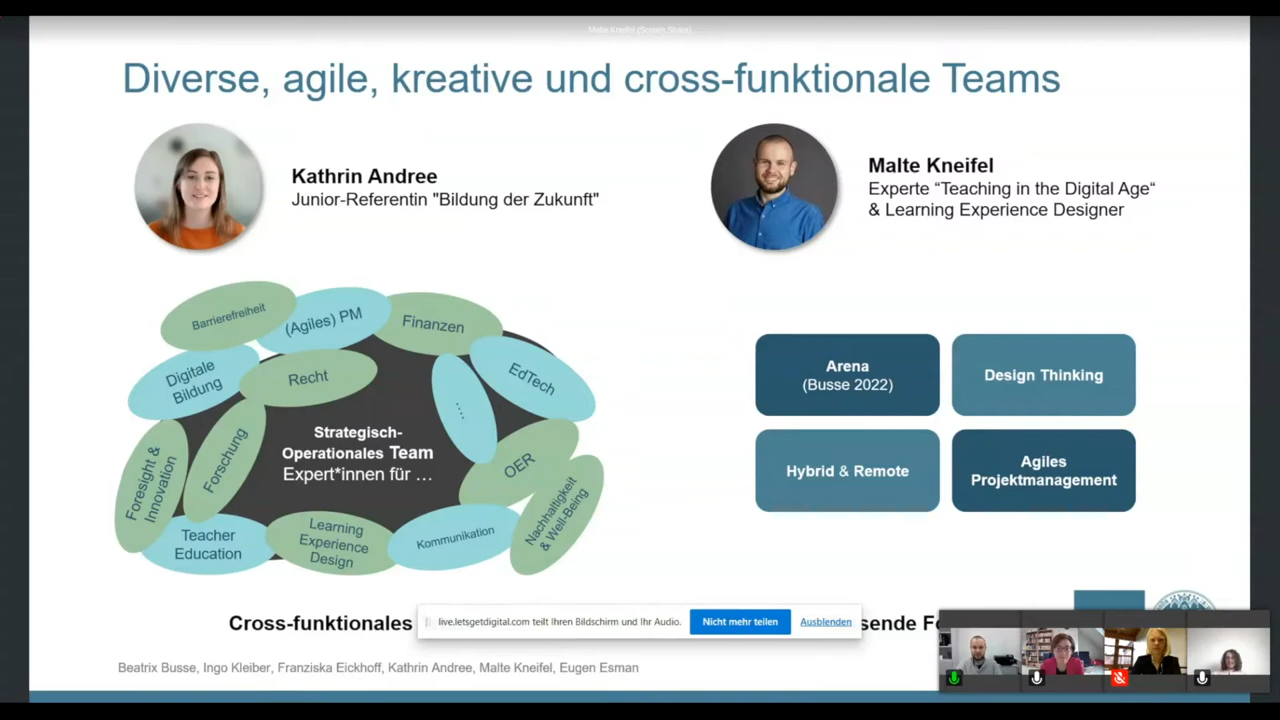 Malte Kneifel (Screen Share)
Diverse, agile, kreative und cross-funktionale Teams
Kathrin Andree
Junior-Referentin "Bildung der Zukunft"
Malte Kneifel
Experte “Teaching in the Digital Age“
& Learning Experience Designer
Barrierefreiheit
(Agiles) PM
Finanzen
Digitale
Bildung
Recht
EdTech
....
Foresight &
Innovation
Forschung
Strategisch-
Operationales Team
Expert*innen für ...
OER
Nachhaltigkeit
& Well-Being
Teacher
Education
Learning
Experience
Design
Kommunikation
Arena
(Busse 2022)
Design Thinking
Hybrid & Remote
Agiles
Projektmanagement
Cross-funktionales
live.letsgetdigital.com teilt Ihren Bildschirm und Ihr Audio.
Nicht mehr teilen
Ausblenden
Beatrix Busse, Ingo Kleiber, Franziska Eickhoff, Kathrin Andree, Malte Kneifel, Eugen Esman